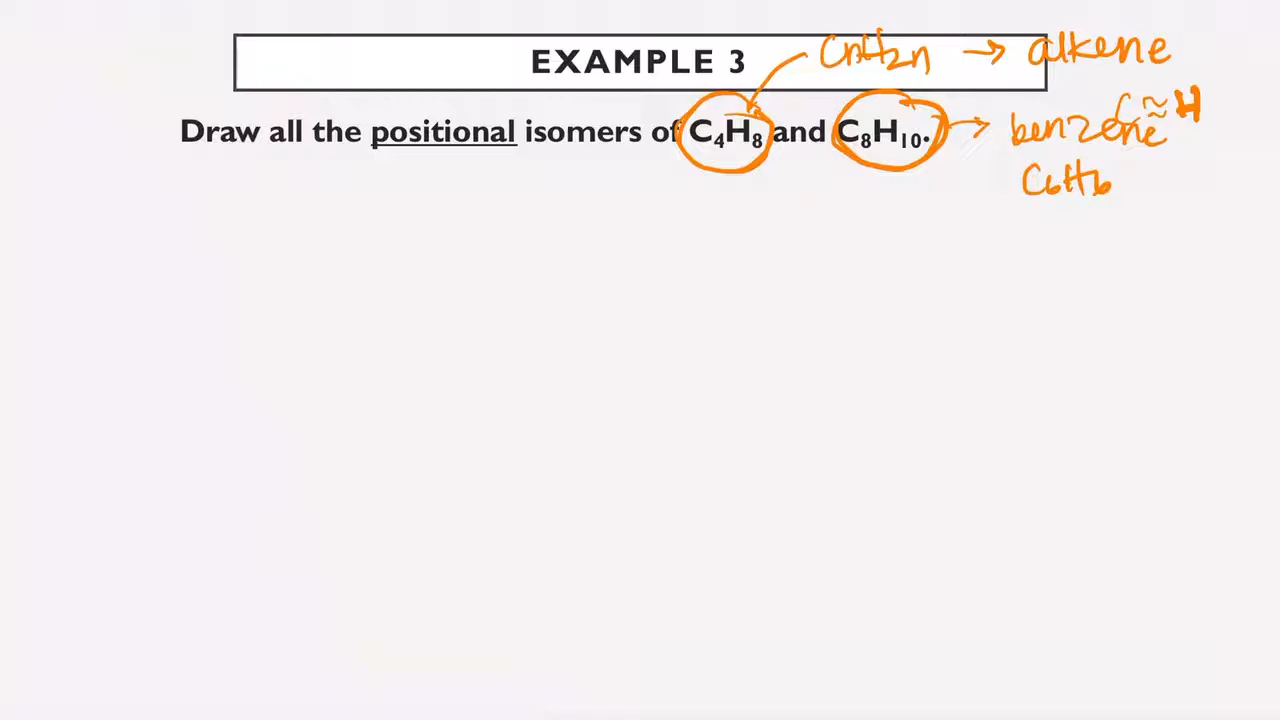 EXAMPLE 3
CnH2n → alkene
Draw all the positional isomers of C₄H₈ and C₈H₁₀.
→ benzene
C ≈ H
C6H6